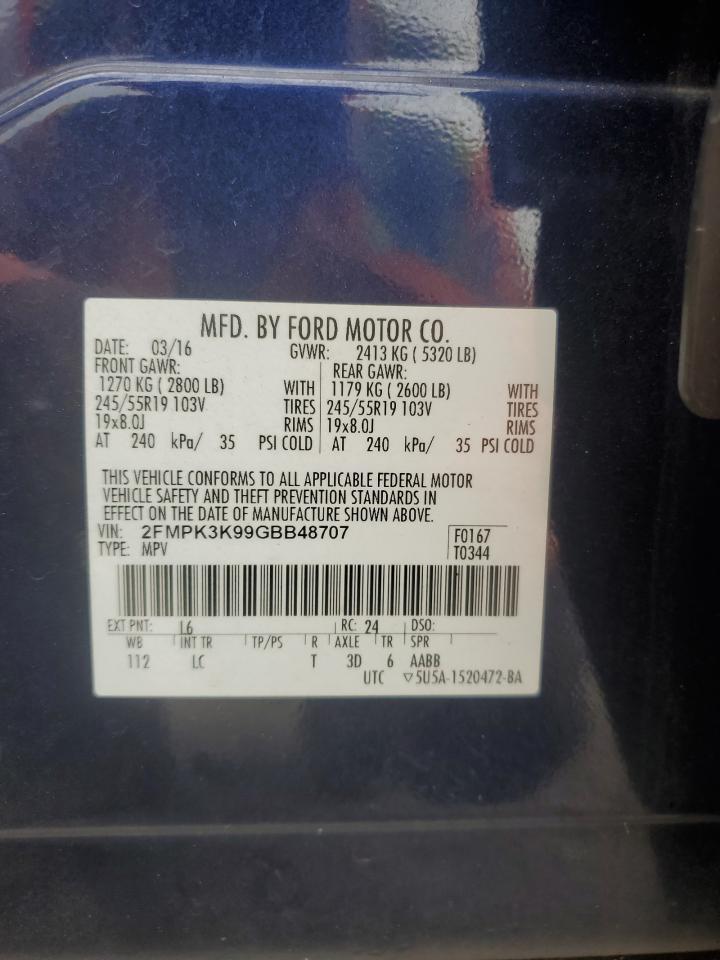 MFD. BY FORD MOTOR CO.
DATE: 03/16 GVWR: 2413 KG ( 5320 LB)
FRONT GAWR: REAR GAWR:
1270 KG ( 2800 LB) WITH 1179 KG ( 2600 LB) WITH
245/55R19 103V TIRES 245/55R19 103V TIRES
19x8.0J RIMS 19x8.0J RIMS
AT 240 kPa/ 35 PSI COLD AT 240 kPa/ 35 PSI COLD
THIS VEHICLE CONFORMS TO ALL APPLICABLE FEDERAL MOTOR
VEHICLE SAFETY AND THEFT PREVENTION STANDARDS IN
EFFECT ON THE DATE OF MANUFACTURE SHOWN ABOVE.
VIN: 2FMPK3K99GBB48707 F0167
TYPE: MPV T0344
EXT PNT: L6 RC: 24 DSO:
WB INT TR TP/PS R AXLE TR SPR
112 LC T 3D 6 AABB
UTC ▽5U5A-1520472-BA